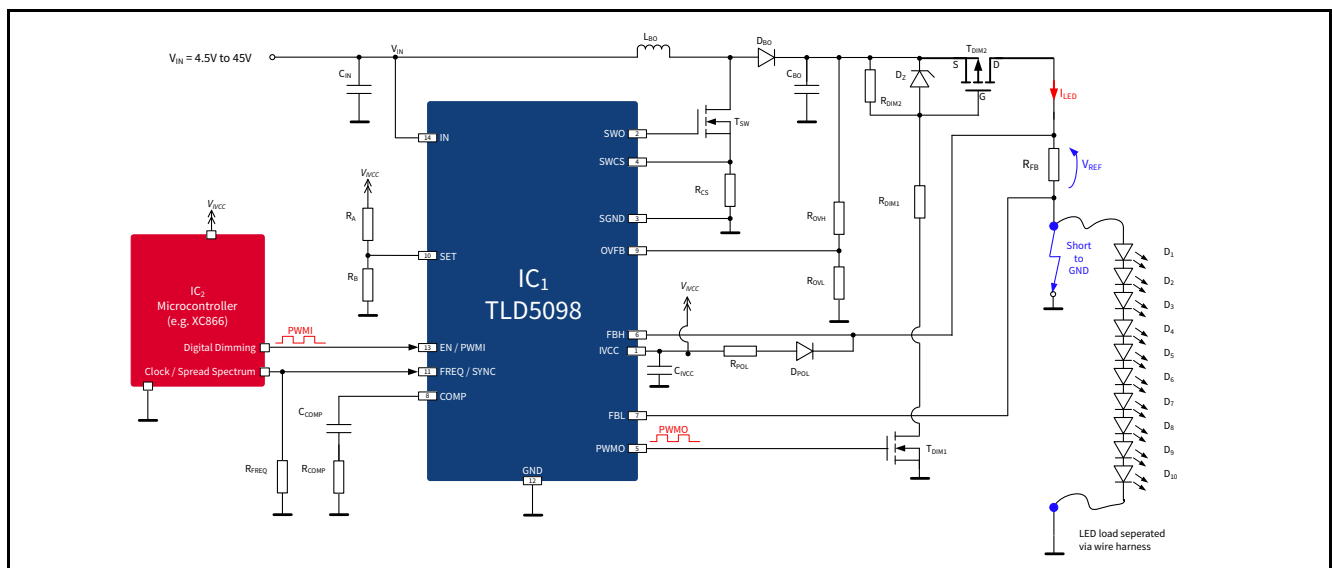 V_IN = 4.5V to 45V
V_IN
L_BO
D_BO
T_DIM2
C_IN
C_BO
R_DIM2
D_Z
S
D
G
I_LED
IN
14
SWO
2
T_SW
SWCS
4
R_CS
SGND
3
V_IVCC
R_A
R_B
SET
10
OVFB
9
R_OVH
R_OVL
R_DIM1
R_FB
V_REF
Short
to
GND
V_IVCC
IC_2
Microcontroller
(e.g. XC866)
Digital Dimming
Clock / Spread Spectrum
PWMI
IC_1
TLD5098
EN / PWMI
13
FREQ / SYNC
11
COMP
8
FBH
6
IVCC
1
V_IVCC
C_IVCC
R_POL
D_POL
FBL
7
PWMO
5
PWMO
T_DIM1
C_COMP
R_FREQ
R_COMP
GND
12
D_1
D_2
D_3
D_4
D_5
D_6
D_7
D_8
D_9
D_10
LED load seperated
via wire harness